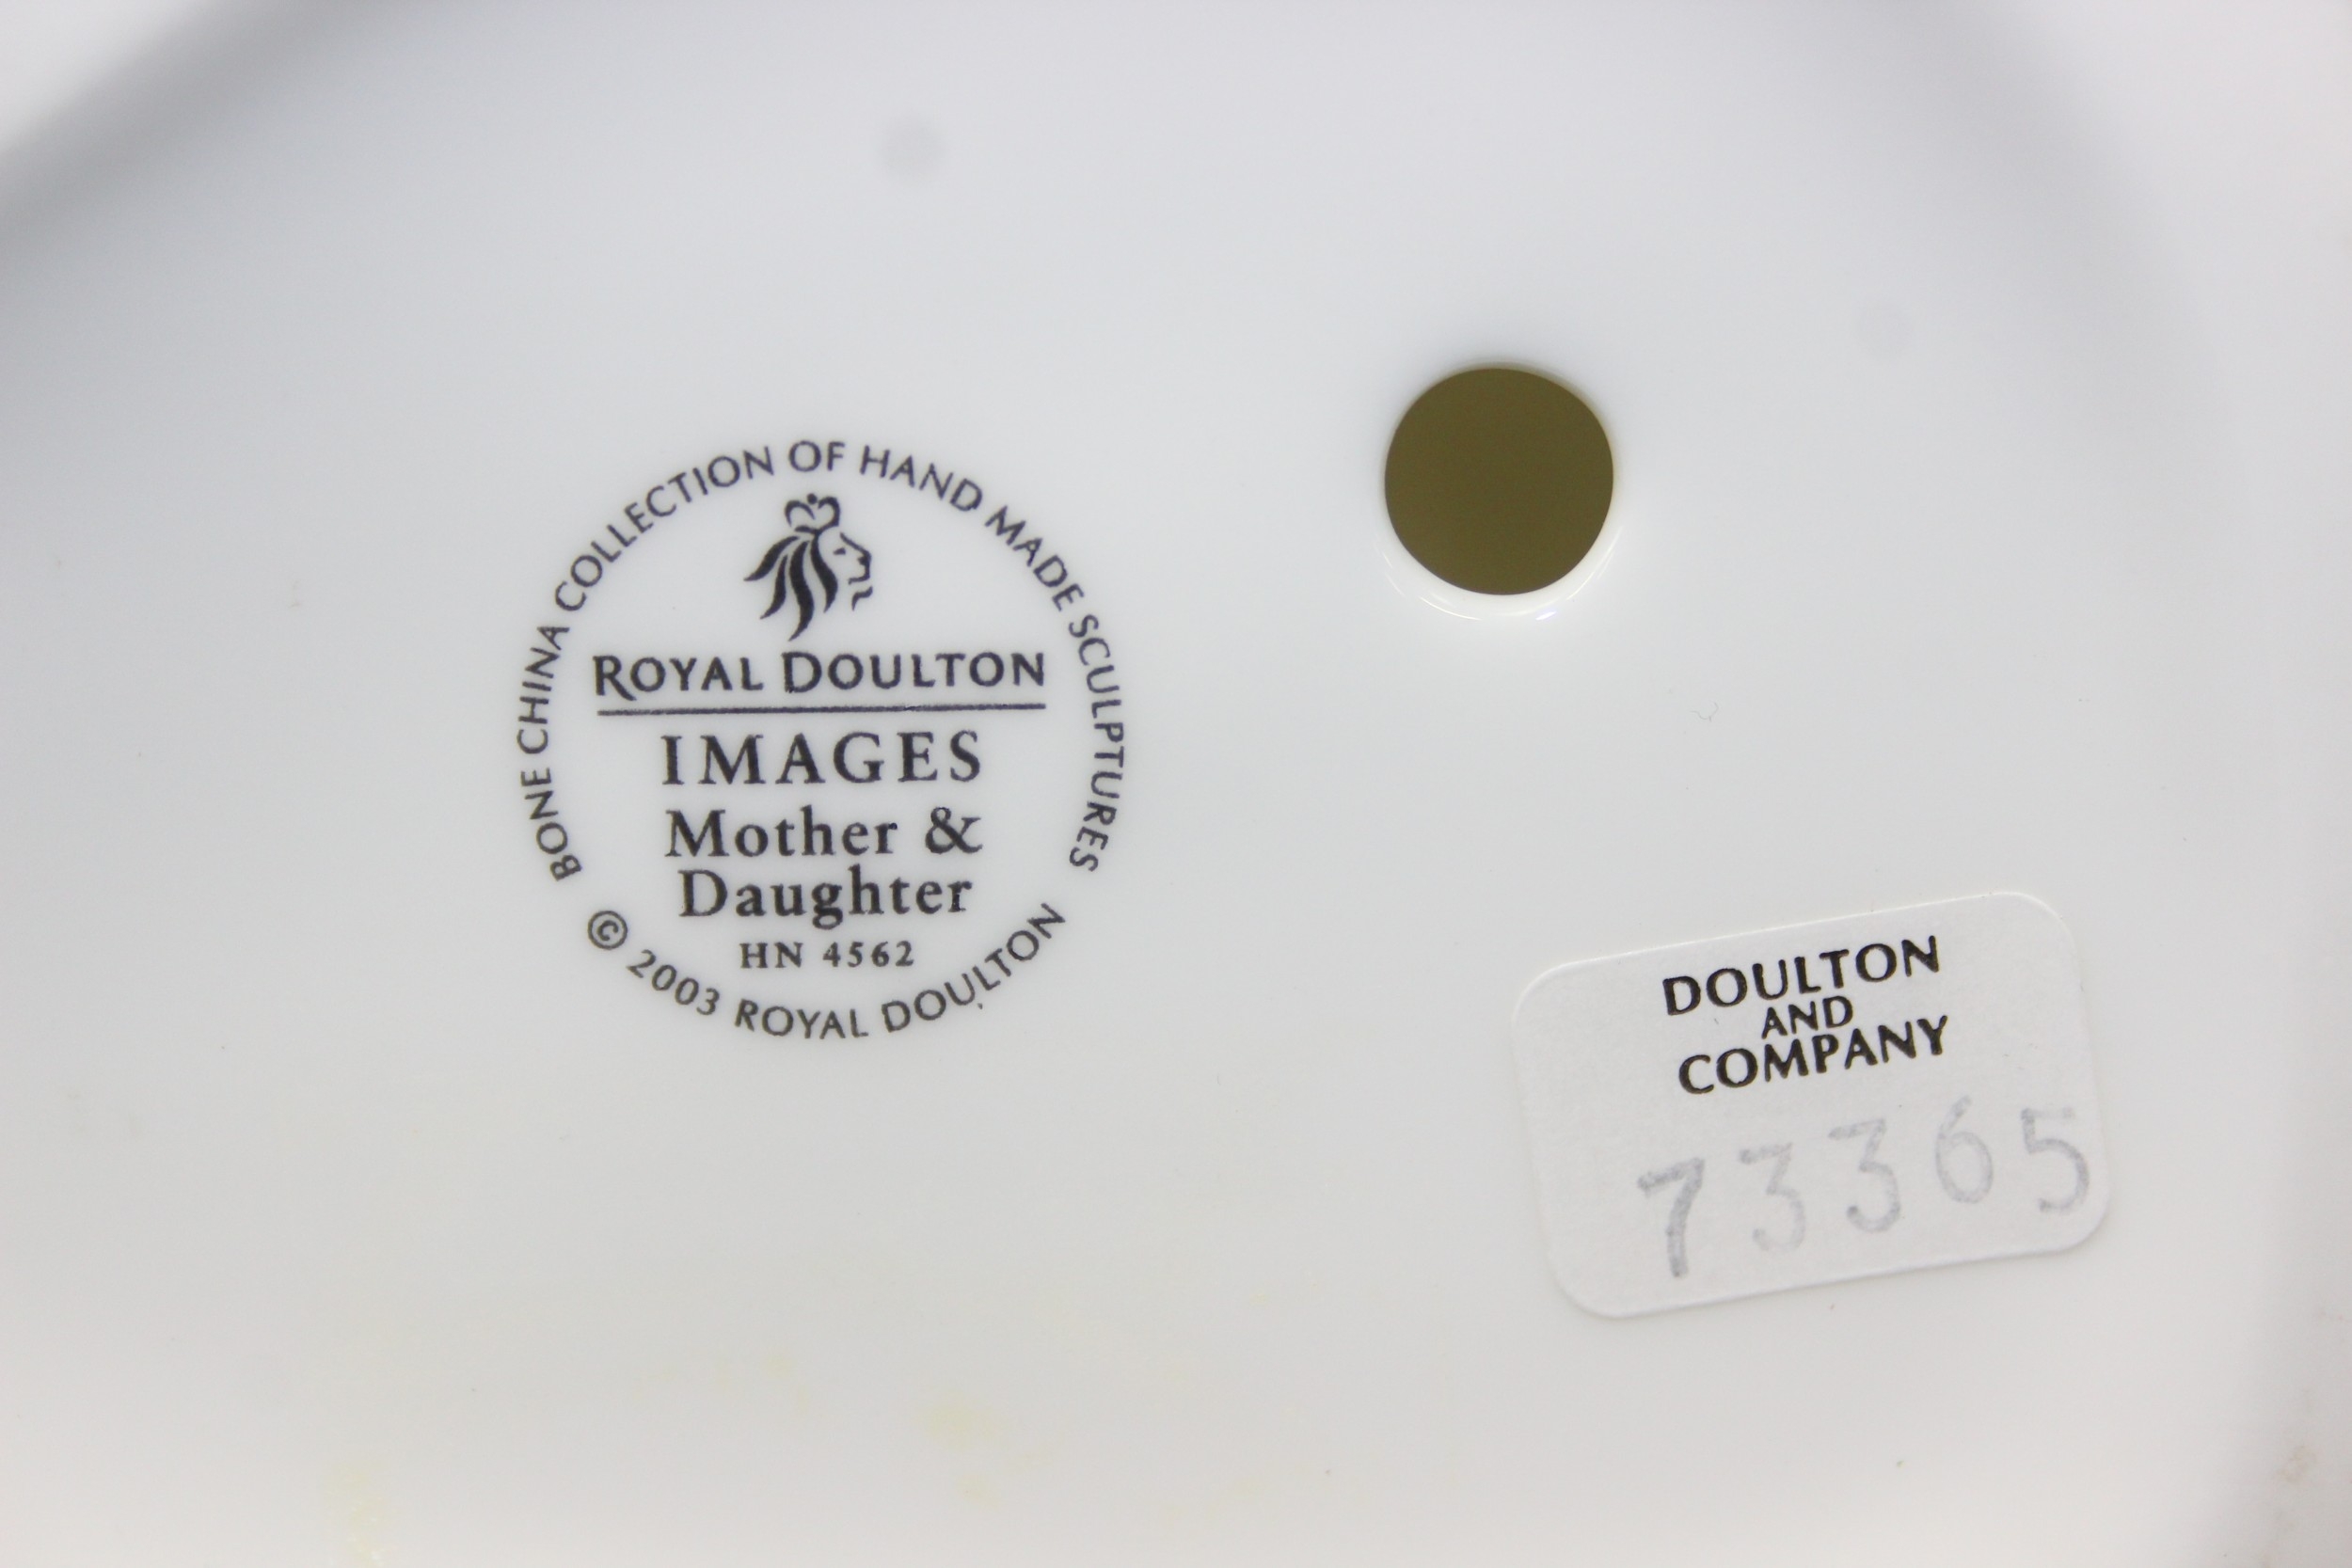 BONE CHINA COLLECTION OF HAND MADE SCULPTURES
ROYAL DOULTON
IMAGES
Mother &
Daughter
HN 4562
© 2003 ROYAL DOULTON
DOULTON
AND
COMPANY
73365